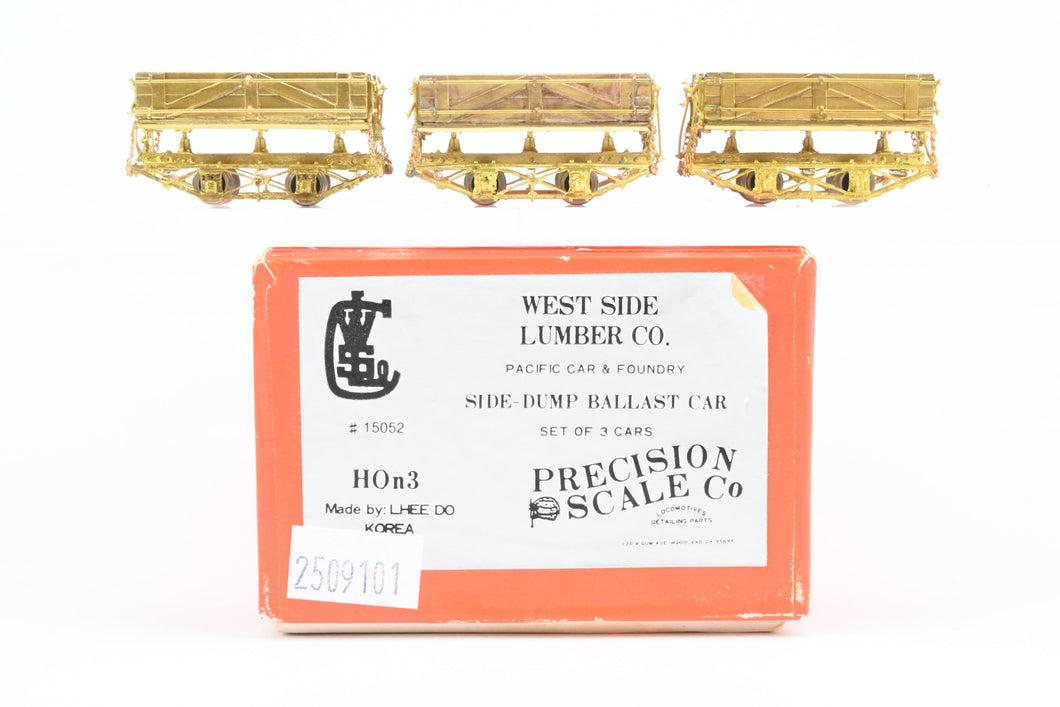 WEST SIDE
LUMBER CO.
PACIFIC CAR & FOUNDRY
SIDE-DUMP BALLAST CAR
SET OF 3 CARS
# 15052
HOn3
Made by: LHEE DO
KOREA
PRECISION
SCALE Co
LOCOMOTIVES
DETAILING PARTS
2509101